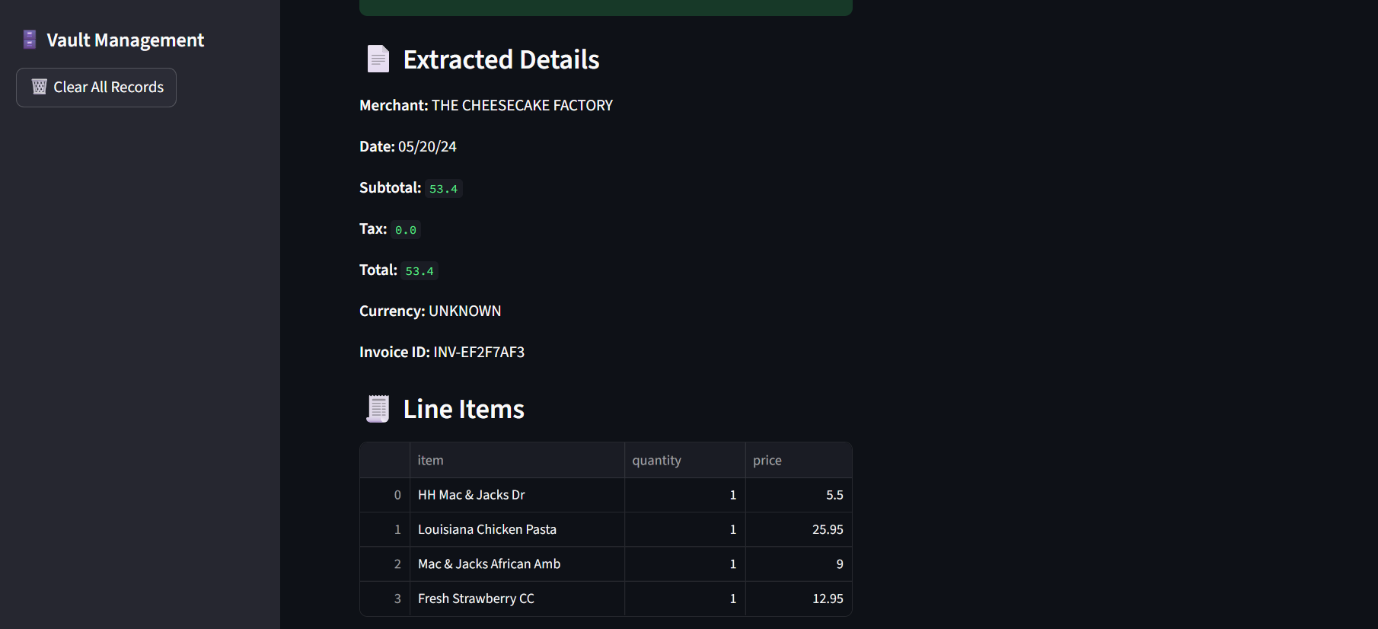 Vault Management
Clear All Records
Extracted Details
Merchant: THE CHEESECAKE FACTORY
Date: 05/20/24
Subtotal: 53.4
Tax: 0.0
Total: 53.4
Currency: UNKNOWN
Invoice ID: INV-EF2F7AF3
Line Items
item quantity price
0 HH Mac & Jacks Dr 1 5.5
1 Louisiana Chicken Pasta 1 25.95
2 Mac & Jacks African Amb 1 9
3 Fresh Strawberry CC 1 12.95